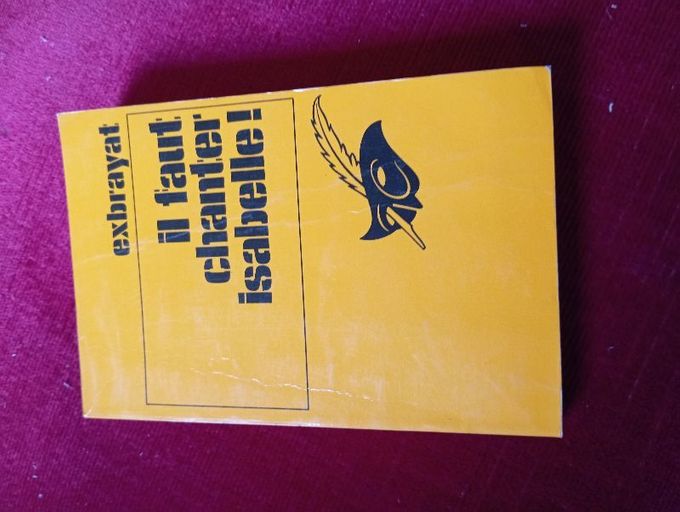 exbrayat
il faut
chanter
isabelle!